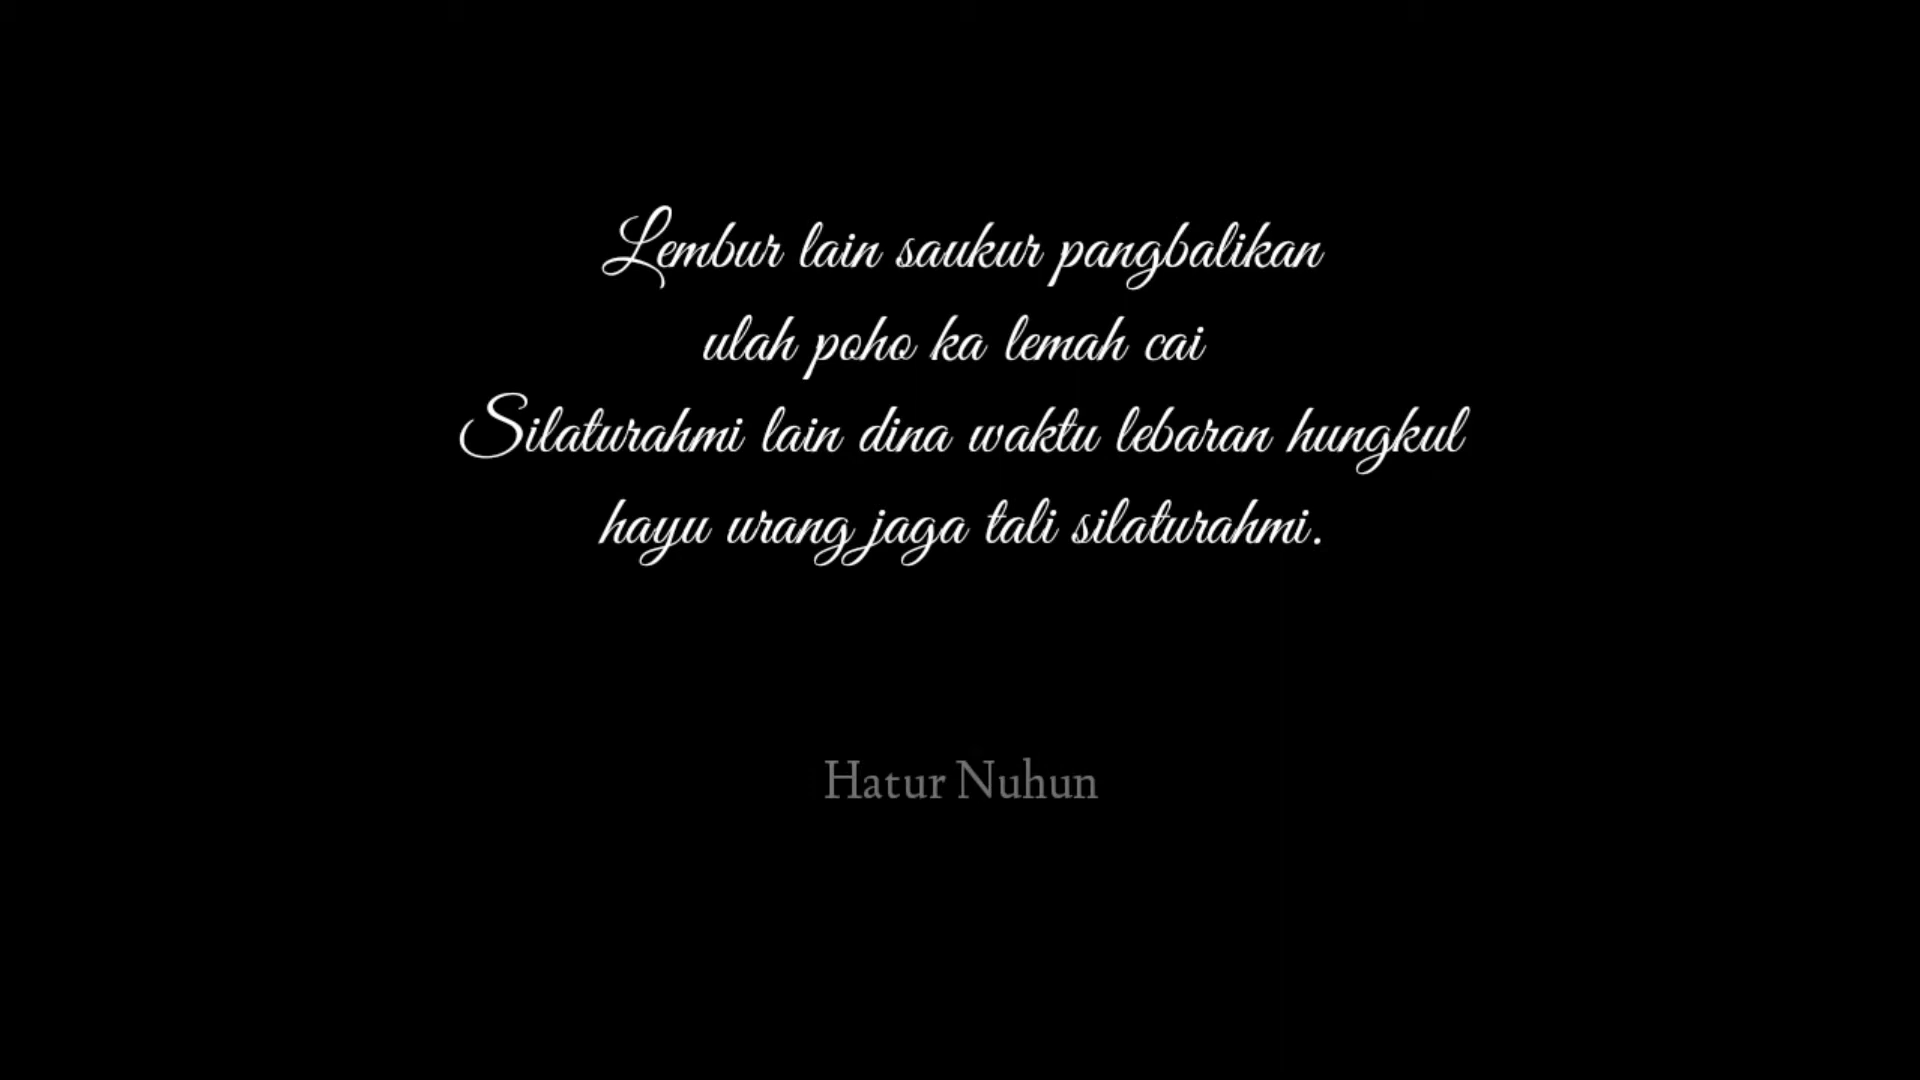 Lembur lain saukur pangbalikan
ulah poho ka lemah cai
Silaturahmi lain dina waktu lebaran hungkul
hayu urang jaga tali silaturahmi.
Hatur Nuhun